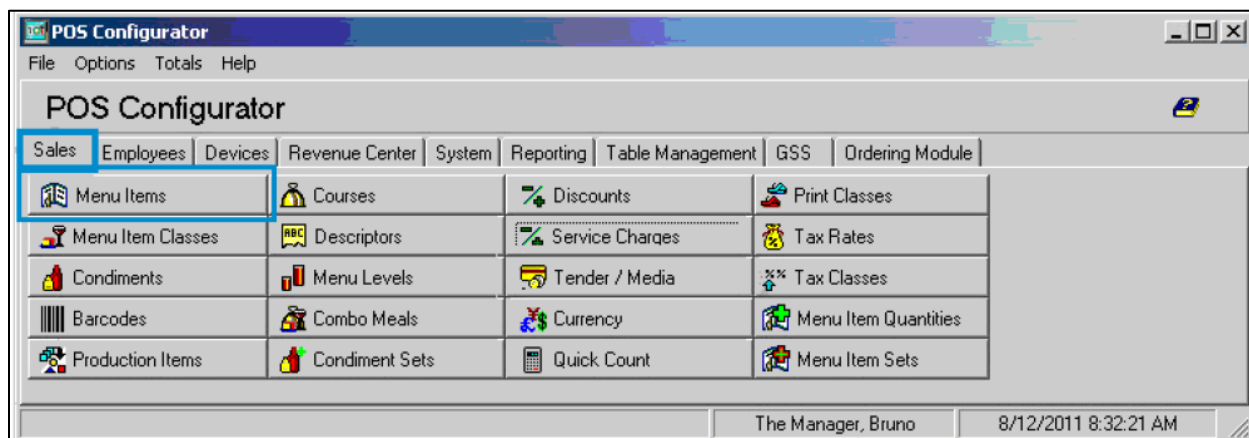 POS Configurator
File Options Totals Help
POS Configurator
Sales Employees Devices Revenue Center System Reporting Table Management GSS Ordering Module
Menu Items Courses Discounts Print Classes
Menu Item Classes ABC Descriptors Service Charges Tax Rates
Condiments Menu Levels Tender / Media Tax Classes
Barcodes Combo Meals Currency Menu Item Quantities
Production Items Condiment Sets Quick Count Menu Item Sets
The Manager, Bruno 8/12/2011 8:32:21 AM